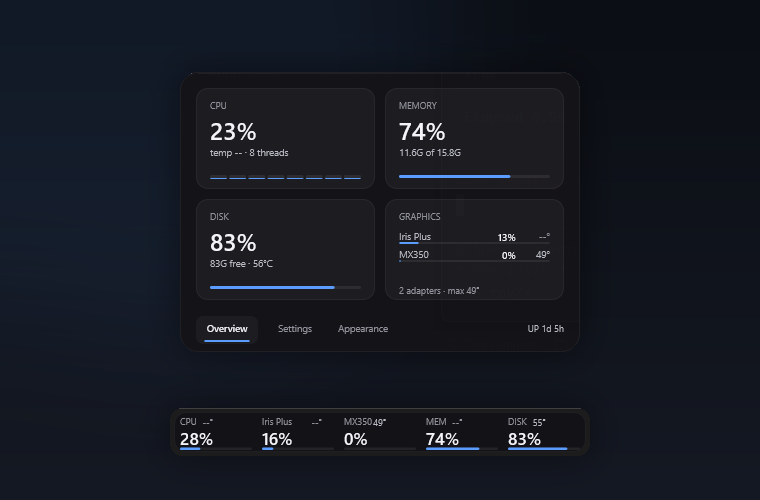 CPU
23%
temp -- · 8 threads
MEMORY
74%
11.6G of 15.8G
DISK
83%
83G free · 56°C
GRAPHICS
Iris Plus 13% --°
MX350 0% 49°
2 adapters · max 49°
Overview Settings Appearance UP 1d 5h
CPU --° Iris Plus --° MX350 49° MEM --° DISK 55°
28% 16% 0% 74% 83%